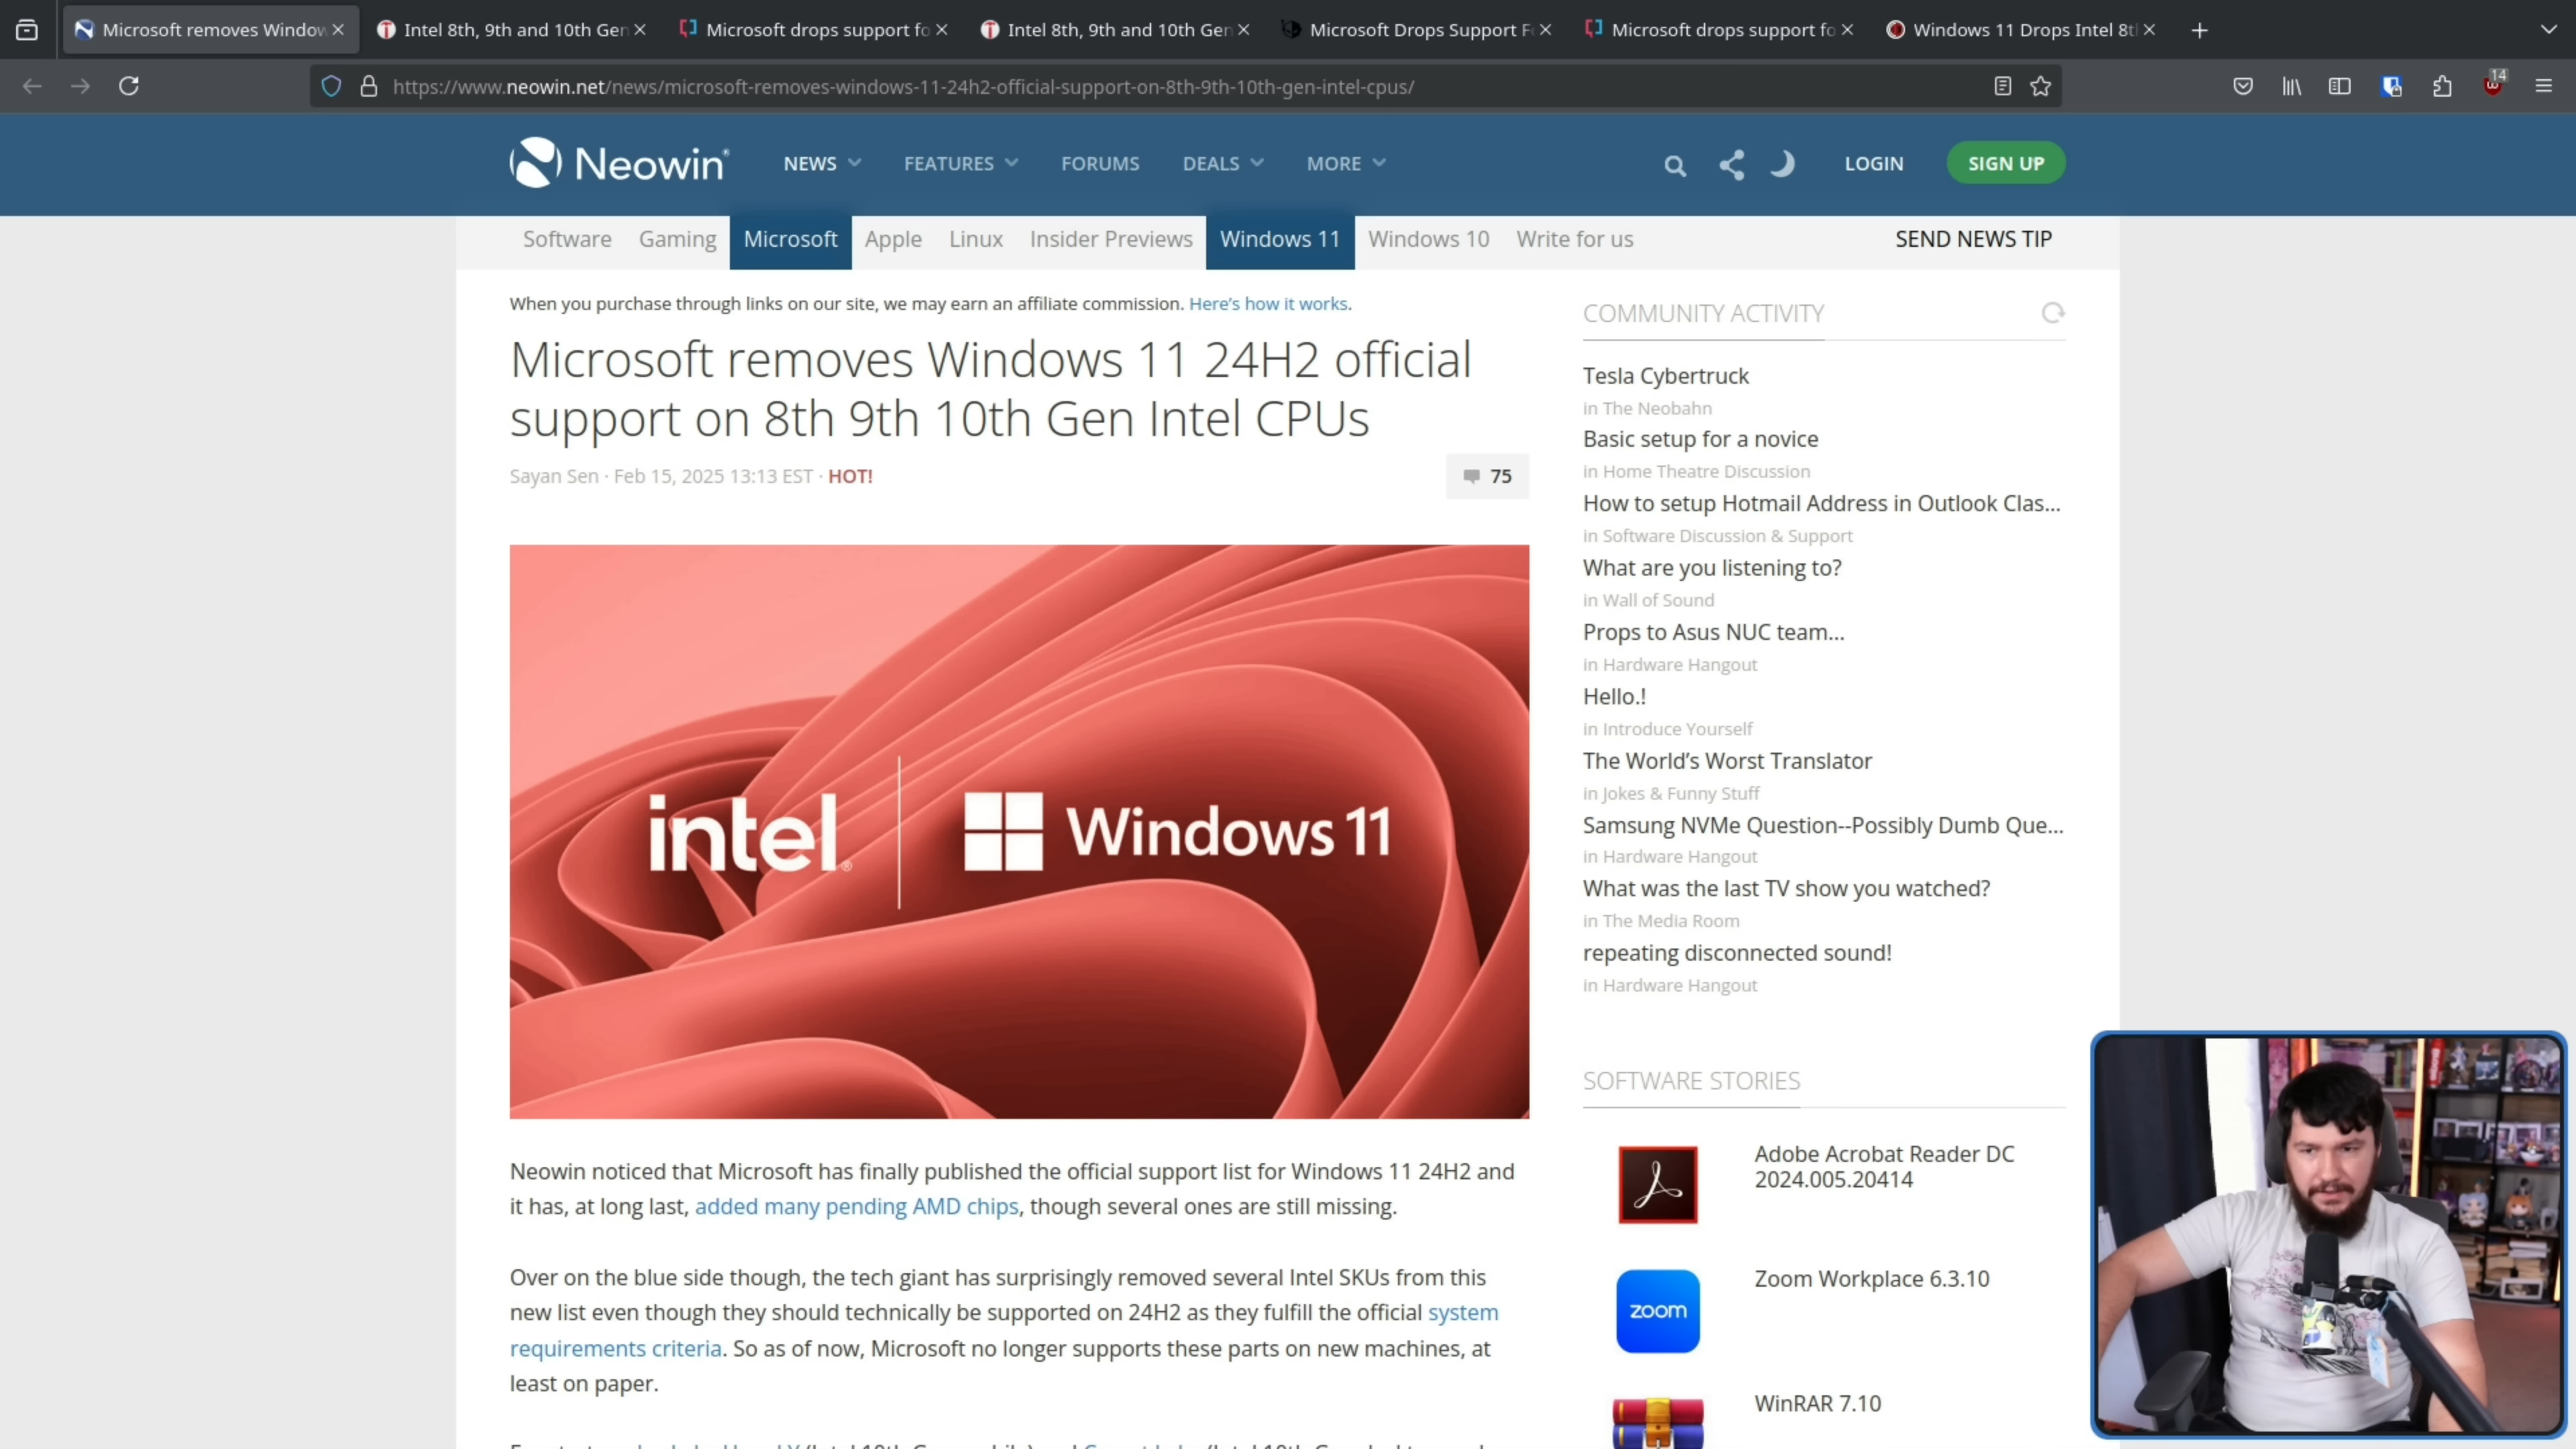 Microsoft removes Window
Intel 8th, 9th and 10th Gen
Microsoft drops support fo
Intel 8th, 9th and 10th Gen
Microsoft Drops Support F
Microsoft drops support fo
Windows 11 Drops Intel 8t
https://www.neowin.net/news/microsoft-removes-windows-11-24h2-official-support-on-8th-9th-10th-gen-intel-cpus/
14
Neowin
NEWS
FEATURES
FORUMS
DEALS
MORE
LOGIN
SIGN UP
Software
Gaming
Microsoft
Apple
Linux
Insider Previews
Windows 11
Windows 10
Write for us
SEND NEWS TIP
When you purchase through links on our site, we may earn an affiliate commission. Here's how it works.
Microsoft removes Windows 11 24H2 official
support on 8th 9th 10th Gen Intel CPUs
Sayan Sen · Feb 15, 2025 13:13 EST · HOT!
75
intel®
Windows 11
Neowin noticed that Microsoft has finally published the official support list for Windows 11 24H2 and
it has, at long last, added many pending AMD chips, though several ones are still missing.
Over on the blue side though, the tech giant has surprisingly removed several Intel SKUs from this
new list even though they should technically be supported on 24H2 as they fulfill the official system
requirements criteria. So as of now, Microsoft no longer supports these parts on new machines, at
least on paper.
COMMUNITY ACTIVITY
Tesla Cybertruck
in The Neobahn
Basic setup for a novice
in Home Theatre Discussion
How to setup Hotmail Address in Outlook Clas...
in Software Discussion & Support
What are you listening to?
in Wall of Sound
Props to Asus NUC team...
in Hardware Hangout
Hello.!
in Introduce Yourself
The World's Worst Translator
in Jokes & Funny Stuff
Samsung NVMe Question--Possibly Dumb Que...
in Hardware Hangout
What was the last TV show you watched?
in The Media Room
repeating disconnected sound!
in Hardware Hangout
SOFTWARE STORIES
Adobe Acrobat Reader DC
2024.005.20414
zoom
Zoom Workplace 6.3.10
WinRAR 7.10